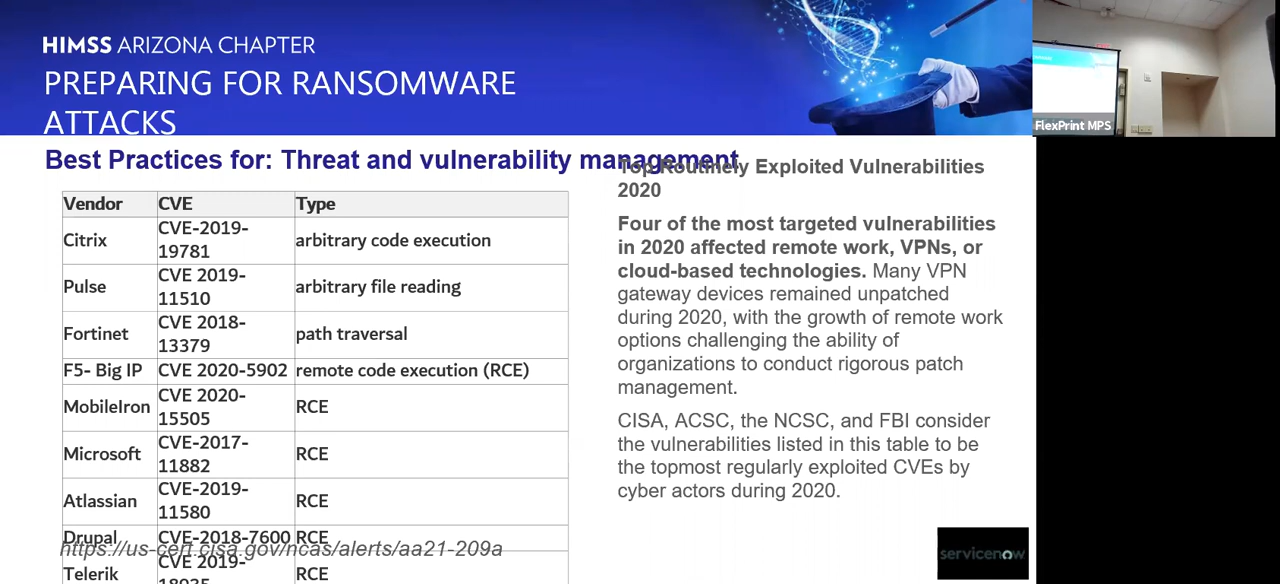 HIMSS ARIZONA CHAPTER
PREPARING FOR RANSOMWARE
ATTACKS
FlexPrint MPS
Best Practices for: Threat and vulnerability management
Vendor CVE Type
Citrix CVE-2019-19781 arbitrary code execution
Pulse CVE 2019-11510 arbitrary file reading
Fortinet CVE 2018-13379 path traversal
F5- Big IP CVE 2020-5902 remote code execution (RCE)
MobileIron CVE 2020-15505 RCE
Microsoft CVE-2017-11882 RCE
Atlassian CVE-2019-11580 RCE
Drupal CVE-2018-7600 RCE
Telerik CVE 2019-18935 RCE
https://us-cert.cisa.gov/ncas/alerts/aa21-209a
Top Routinely Exploited Vulnerabilities
2020
Four of the most targeted vulnerabilities
in 2020 affected remote work, VPNs, or
cloud-based technologies. Many VPN
gateway devices remained unpatched
during 2020, with the growth of remote work
options challenging the ability of
organizations to conduct rigorous patch
management.
CISA, ACSC, the NCSC, and FBI consider
the vulnerabilities listed in this table to be
the topmost regularly exploited CVEs by
cyber actors during 2020.
servicenow